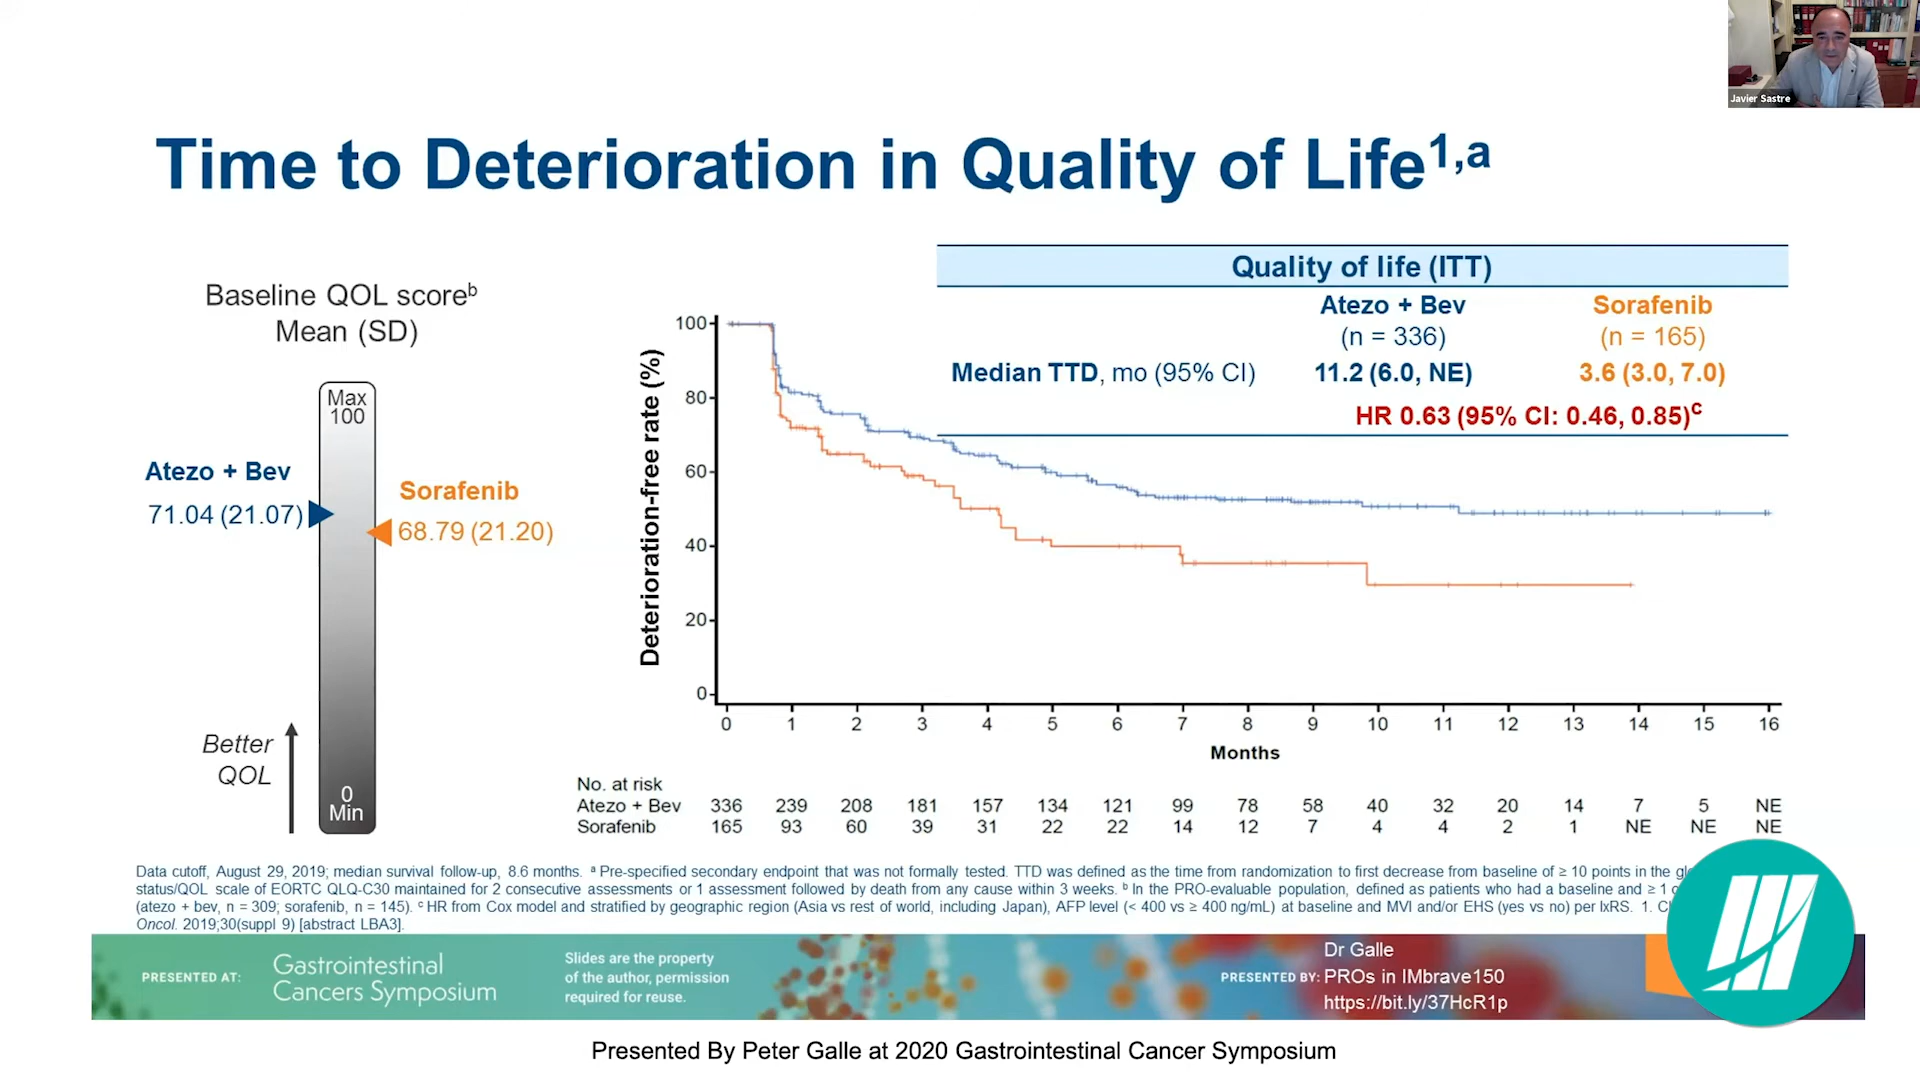 Javier Sastre
Time to Deterioration in Quality of Life1,a
Baseline QOL scoreb
Mean (SD)
Max
100
Atezo + Bev
71.04 (21.07)
Sorafenib
68.79 (21.20)
Better
QOL
0
Min
Quality of life (ITT)
Atezo + Bev Sorafenib
(n = 336) (n = 165)
Median TTD, mo (95% CI) 11.2 (6.0, NE) 3.6 (3.0, 7.0)
HR 0.63 (95% CI: 0.46, 0.85)c
Deterioration-free rate (%)
100
80
60
40
20
0
0 1 2 3 4 5 6 7 8 9 10 11 12 13 14 15 16
Months
No. at risk
Atezo + Bev 336 239 208 181 157 134 121 99 78 58 40 32 20 14 7 5 NE
Sorafenib 165 93 60 39 31 22 22 14 12 7 4 4 2 1 NE NE NE
Data cutoff, August 29, 2019; median survival follow-up, 8.6 months. a Pre-specified secondary endpoint that was not formally tested. TTD was defined as the time from randomization to first decrease from baseline of ≥ 10 points in the
status/QOL scale of EORTC QLQ-C30 maintained for 2 consecutive assessments or 1 assessment followed by death from any cause within 3 weeks. b In the PRO-evaluable population, defined as patients who had a baseline and ≥ 1
(atezo + bev, n = 309; sorafenib, n = 145). c HR from Cox model and stratified by geographic region (Asia vs rest of world, including Japan), AFP level (< 400 vs ≥ 400 ng/mL) at baseline and MVI and/or EHS (yes vs no) per IxRS. 1.
Oncol. 2019;30(suppl 9) [abstract LBA3].
PRESENTED AT:
Gastrointestinal
Cancers Symposium
Slides are the property
of the author, permission
required for reuse.
Dr Galle
PRESENTED BY: PROs in IMbrave150
https://bit.ly/37HcR1p
Presented By Peter Galle at 2020 Gastrointestinal Cancer Symposium